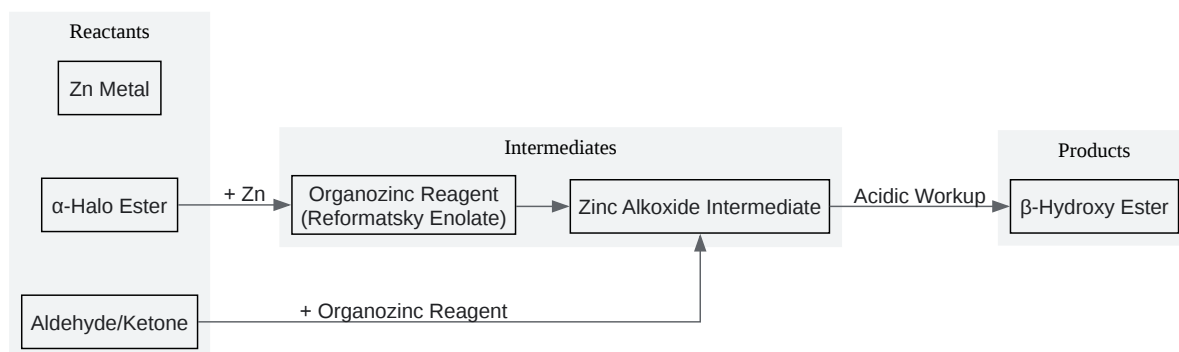 Reactants
Zn Metal
α-Halo Ester
Aldehyde/Ketone
+ Zn
+ Organozinc Reagent
Intermediates
Organozinc Reagent
(Reformatsky Enolate)
Zinc Alkoxide Intermediate
Acidic Workup
Products
β-Hydroxy Ester